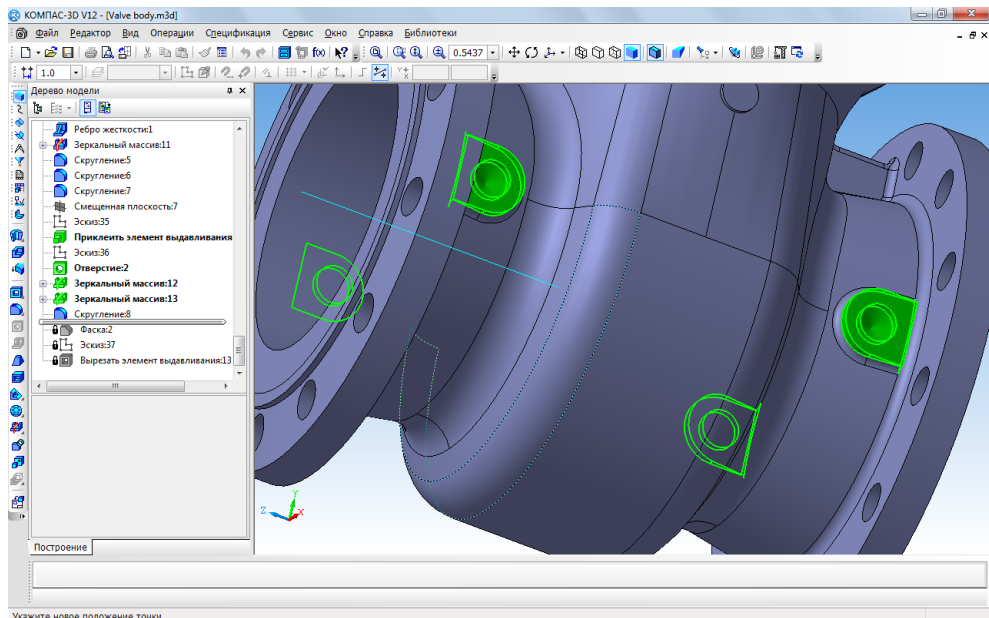 КОМПАС-3D V12 - [Valve body.m3d]
Файл Редактор Вид Операции Спецификация Сервис Окно Справка Библиотеки
f(x) 0.5437
1.0
Дерево модели
Ребро жесткости:1
Зеркальный массив:11
Скругление:5
Скругление:6
Скругление:7
Смещенная плоскость:7
Эскиз:35
Приклеить элемент выдавливания
Эскиз:36
Отверстие:2
Зеркальный массив:12
Зеркальный массив:13
Скругление:8
Фаска:2
Эскиз:37
Вырезать элемент выдавливания:13
Построение
Y
Z X
Укажите новое положение точки